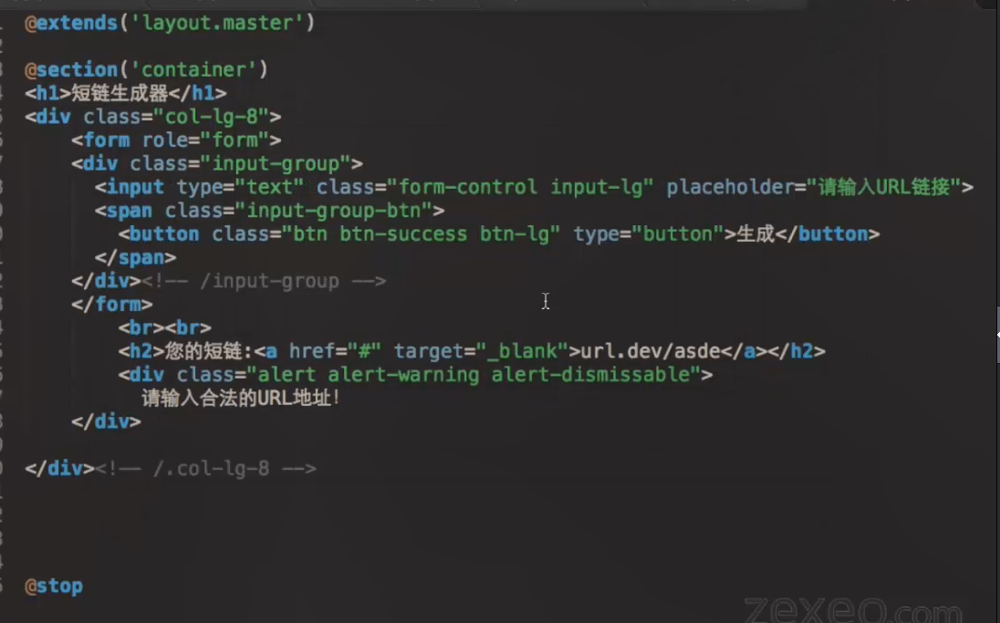 @extends('layout.master')
@section('container')
<h1>短链生成器</h1>
<div class="col-lg-8">
<form role="form">
<div class="input-group">
<input type="text" class="form-control input-lg" placeholder="请输入URL链接">
<span class="input-group-btn">
<button class="btn btn-success btn-lg" type="button">生成</button>
</span>
</div><!-- /input-group -->
</form>
<br><br>
<h2>您的短链:<a href="#" target="_blank">url.dev/asde</a></h2>
<div class="alert alert-warning alert-dismissable">
请输入合法的URL地址!
</div>
</div><!-- /.col-lg-8 -->
@stop
zexeo.com